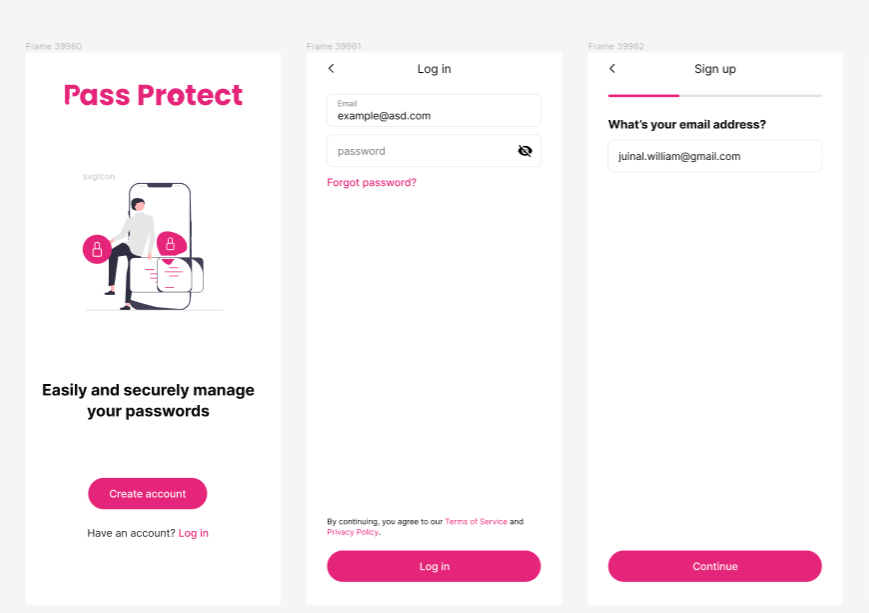 Frame 39960
Pass Protect
svgIcon
Easily and securely manage
your passwords
Create account
Have an account? Log in
Frame 39961
Log in
Email
example@asd.com
password
Forgot password?
By continuing, you agree to our Terms of Service and
Privacy Policy.
Log in
Frame 39962
Sign up
What's your email address?
juinal.william@gmail.com
Continue